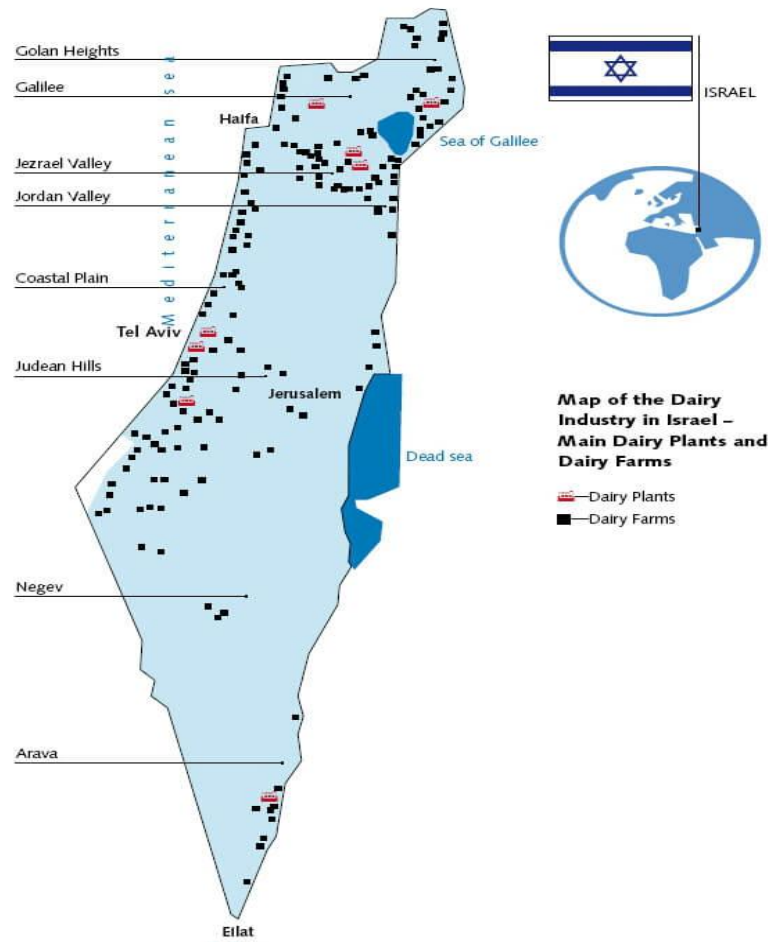 Golan Heights
Galilee
Mediterranean sea
Haifa
Sea of Galilee
Jezrael Valley
Jordan Valley
Coastal Plain
Tel Aviv
Judean Hills
Jerusalem
Dead sea
Negev
Arava
Eilat
ISRAEL
Map of the Dairy
Industry in Israel –
Main Dairy Plants and
Dairy Farms
Dairy Plants
Dairy Farms